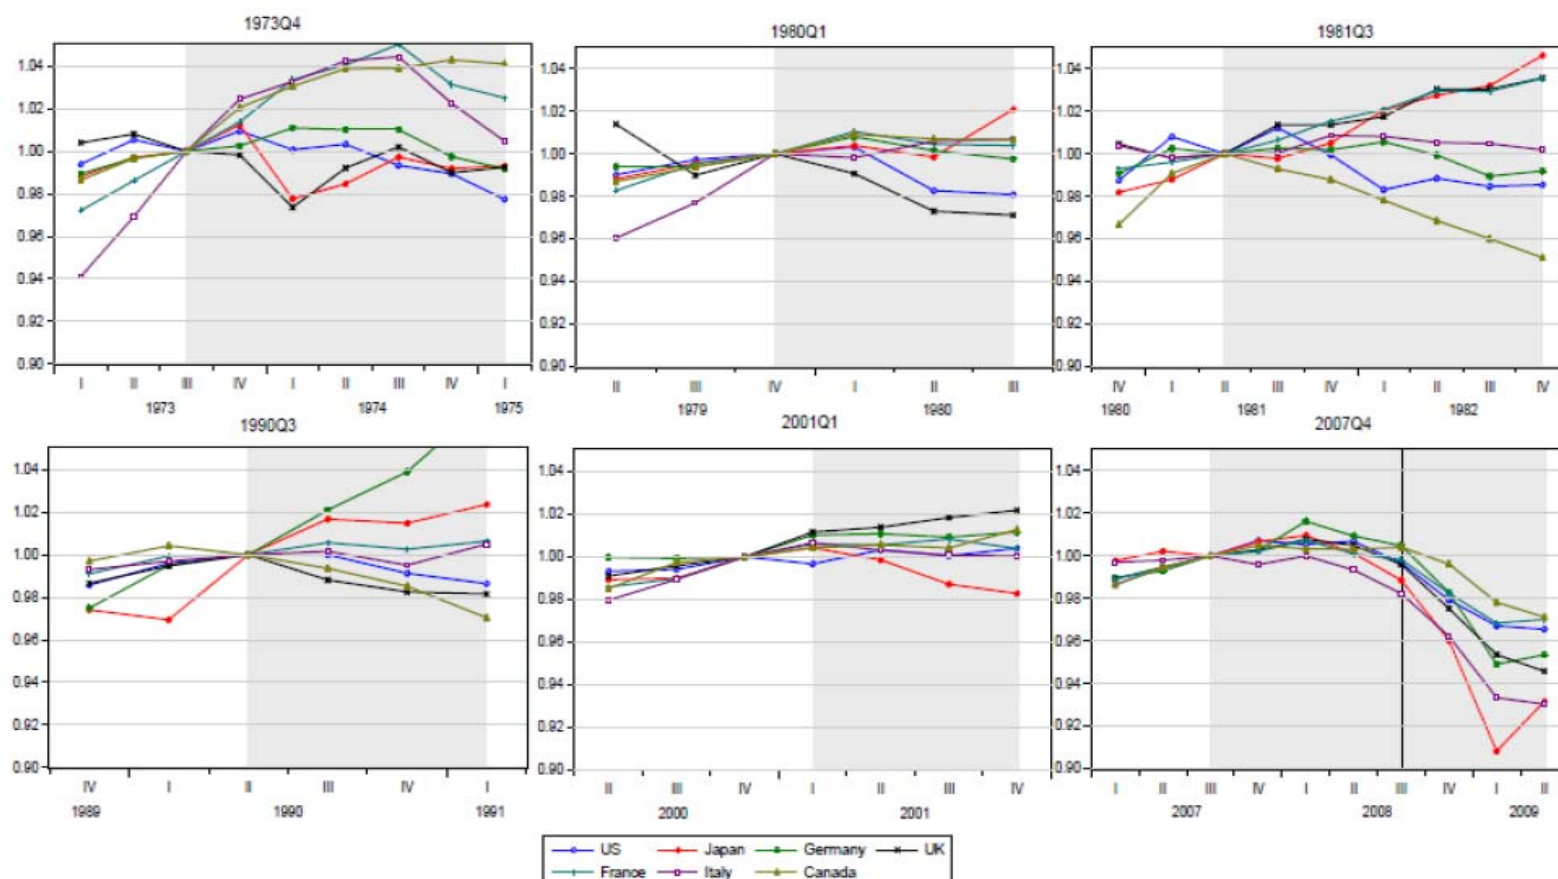 1973Q4
1980Q1
1981Q3
1.04
1.02
1.00
0.98
0.96
0.94
0.92
0.90
I II III IV I II III IV I
1973 1974 1975
1.04
1.02
1.00
0.98
0.96
0.94
0.92
0.90
II III IV I II III
1979 1980
1.04
1.02
1.00
0.98
0.96
0.94
0.92
0.90
IV I II III IV I II III IV
1980 1981 1982
1990Q3
2001Q1
2007Q4
1.04
1.02
1.00
0.98
0.96
0.94
0.92
0.90
IV I II III IV I
1989 1990 1991
1.04
1.02
1.00
0.98
0.96
0.94
0.92
0.90
II III IV I II III IV
2000 2001
1.04
1.02
1.00
0.98
0.96
0.94
0.92
0.90
I II III IV I II III IV I II
2007 2008 2009
US Japan Germany UK
France Italy Canada